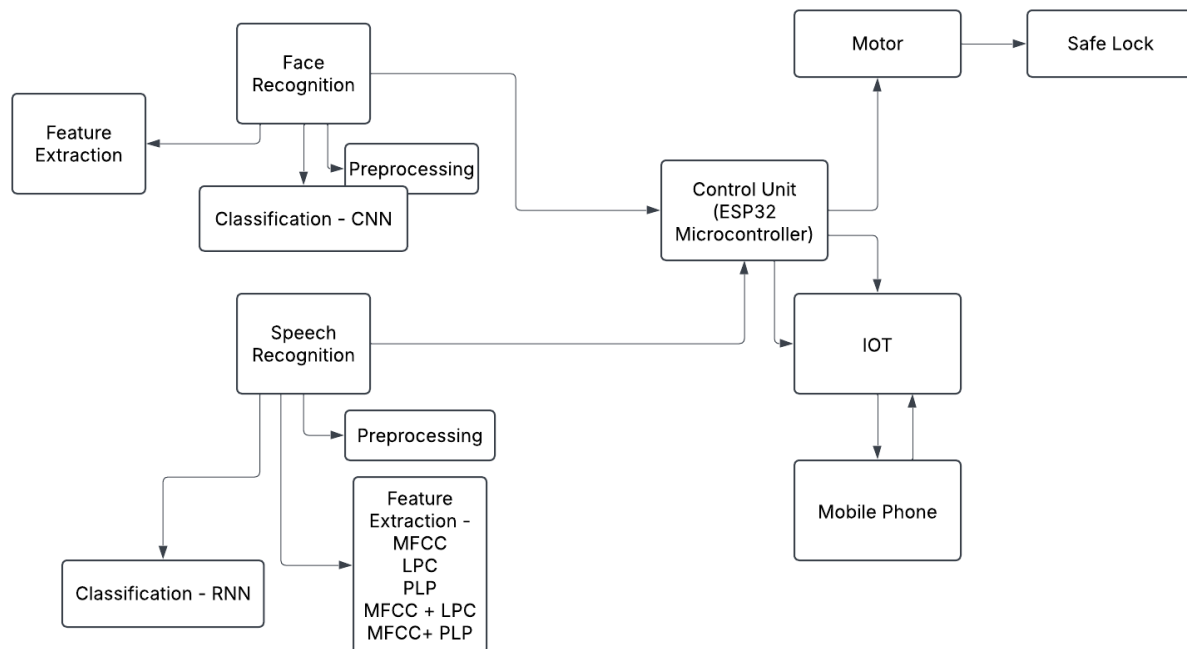 Face
Recognition
Feature
Extraction
Preprocessing
Classification - CNN
Motor
Safe Lock
Control Unit
(ESP32
Microcontroller)
Speech
Recognition
IOT
Preprocessing
Feature
Extraction -
MFCC
LPC
PLP
MFCC + LPC
MFCC+ PLP
Classification - RNN
Mobile Phone